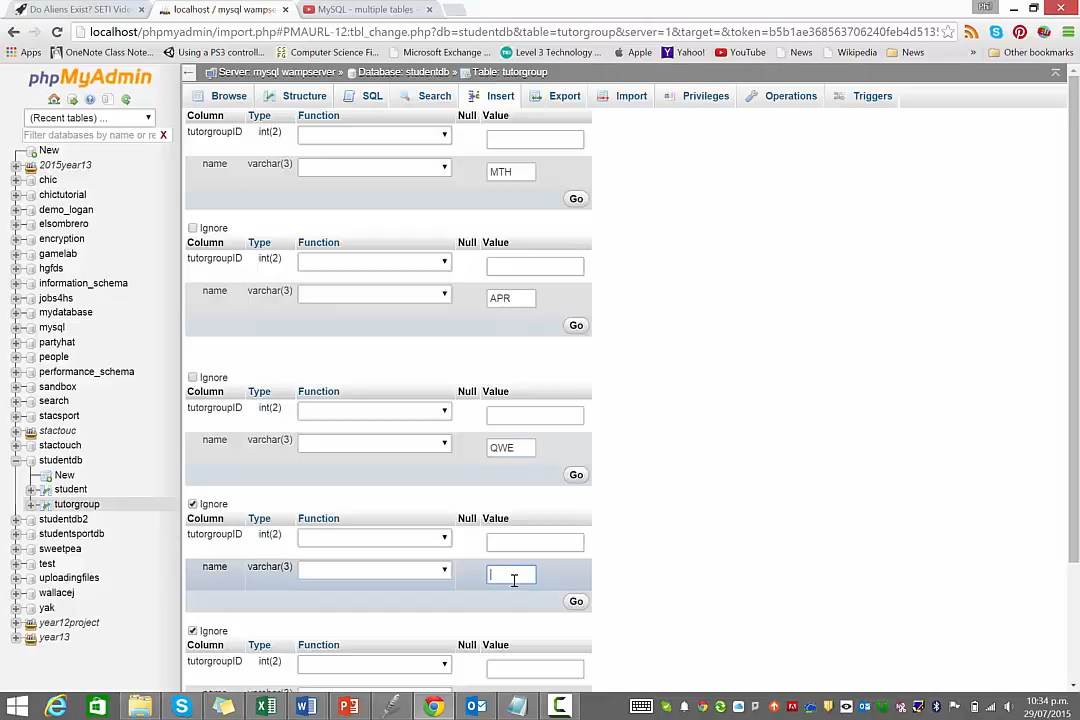 Do Aliens Exist? SETI Video
localhost / mysql wampse
MySQL - multiple tables -
Phil
localhost/phpmyadmin/import.php#PMAURL-12:tbl_change.php?db=studentdb&table=tutorgroup&server=1&target=&token=b5b1ae368563706240feb4d513
Apps
OneNote Class Note...
Using a PS3 controll...
Computer Science Fi...
Microsoft Exchange ...
Level 3 Technology ...
Apple
Yahoo!
YouTube
News
Wikipedia
News
»
Other bookmarks
phpMyAdmin
(Recent tables) ...
Filter databases by name or re X
New
2015year13
chic
chictutorial
demo_logan
elsombrero
encryption
gamelab
hgfds
information_schema
jobs4hs
mydatabase
mysql
partyhat
people
performance_schema
sandbox
search
stacsport
stactouc
stactouch
studentdb
New
student
tutorgroup
studentdb2
studentsportdb
sweetpea
test
uploadingfiles
wallacej
yak
year12project
year13
Server: mysql wampserver » Database: studentdb » Table: tutorgroup
Browse Structure SQL Search Insert Export Import Privileges Operations Triggers
Column Type Function Null Value
tutorgroupID int(2)
name varchar(3) MTH
Go
Ignore
Column Type Function Null Value
tutorgroupID int(2)
name varchar(3) APR
Go
Ignore
Column Type Function Null Value
tutorgroupID int(2)
name varchar(3) QWE
Go
Ignore
Column Type Function Null Value
tutorgroupID int(2)
name varchar(3)
Go
Ignore
Column Type Function Null Value
tutorgroupID int(2)
name varchar(3)
10:34 p.m.
29/07/2015